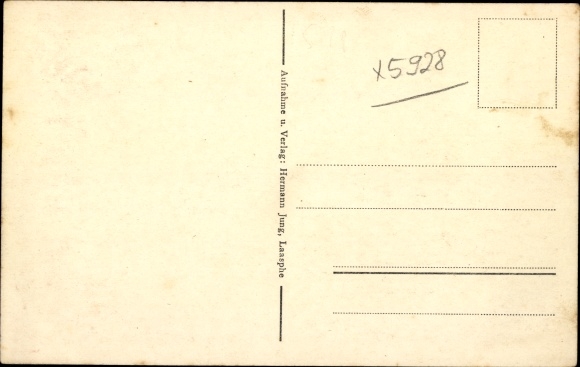 x5928
Aufnahme u. Verlag: Hermann Jung, Laasphe